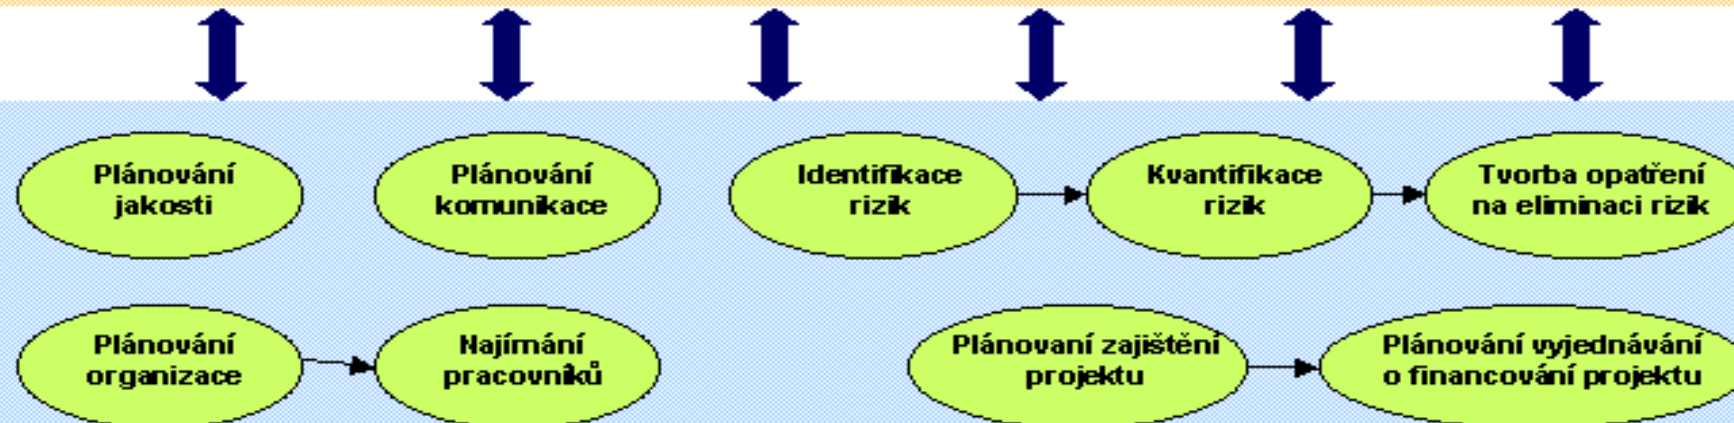 Plánování
jakosti
Plánování
komunikace
Identifikace
rizik
Kvantifikace
rizik
Tvorba opatření
na eliminaci rizik
Plánování
organizace
Najímání
pracovníků
Plánovaní zajištění
projektu
Plánování vyjednávání
o financování projektu